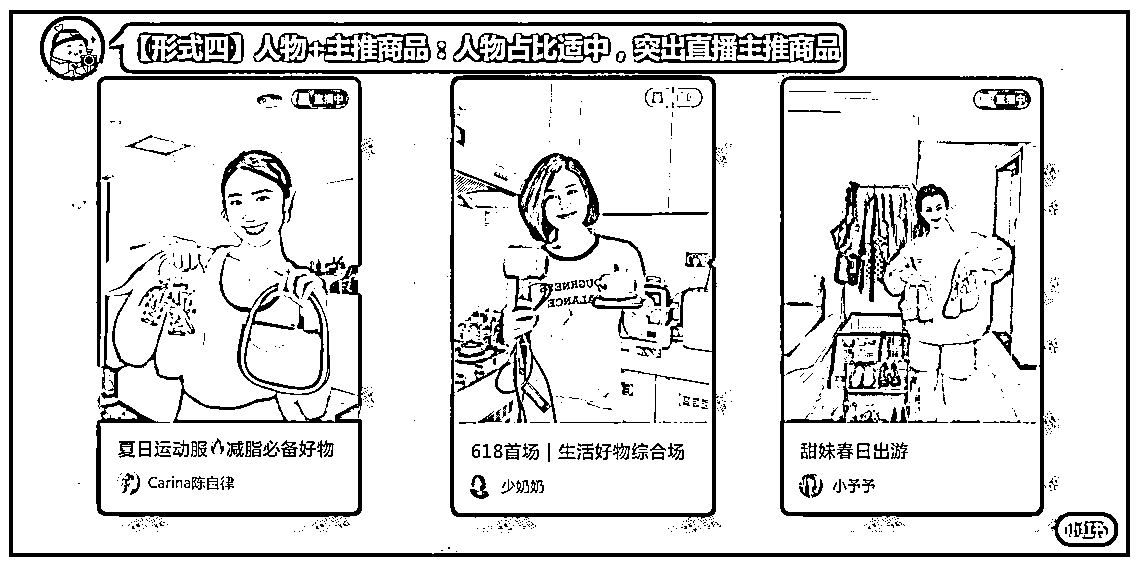 【形式四】人物+主推商品：人物占比适中，突出直播主推商品
夏日运动服🔥减脂必备好物
Carina陈自律
618首场 | 生活好物综合场
少奶奶
甜妹春日出游
小予予